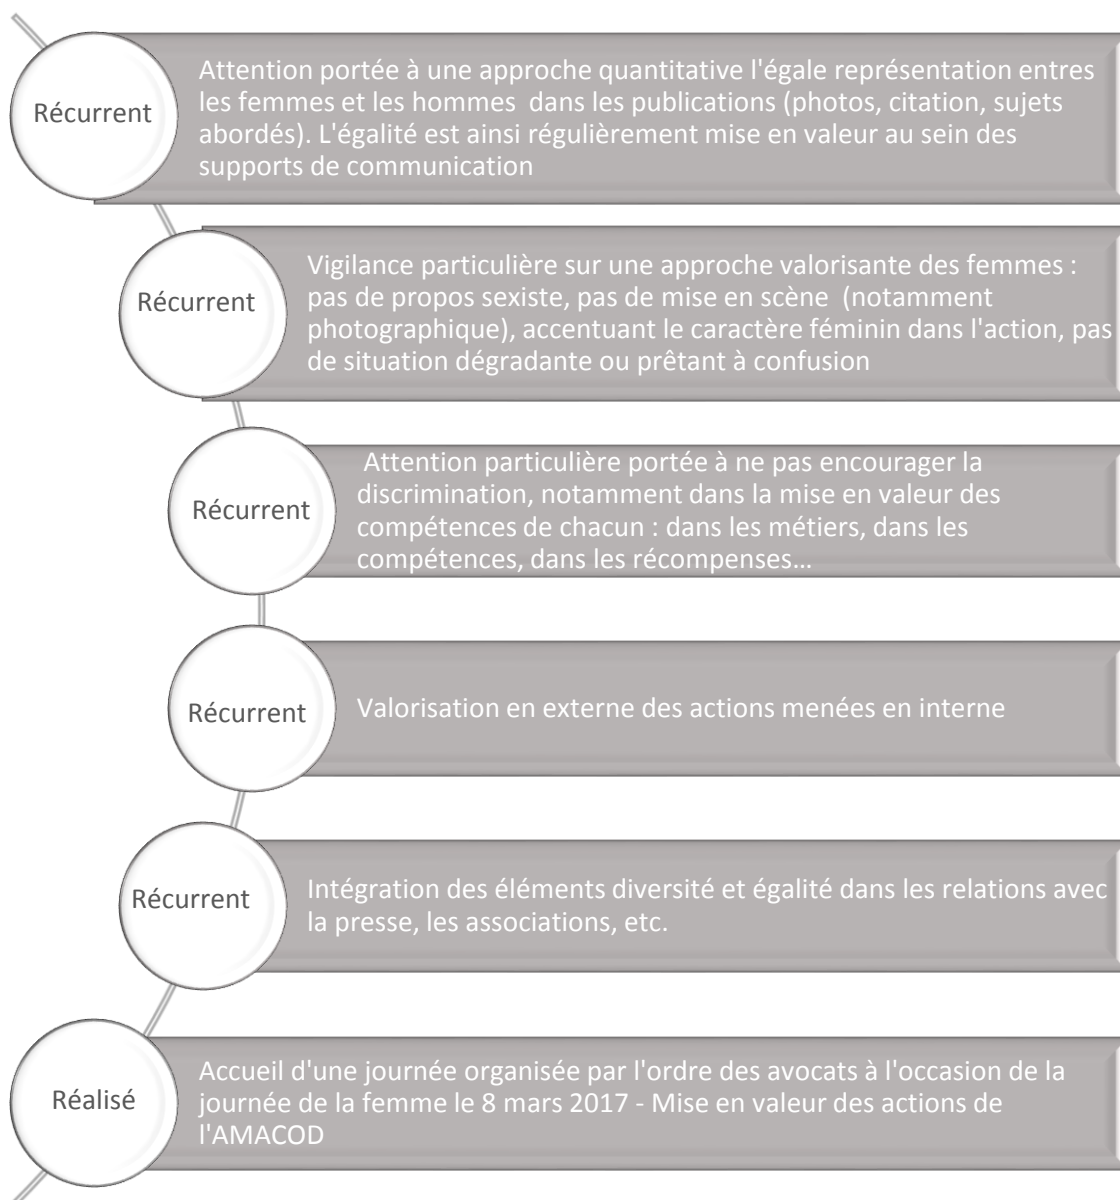 Récurrent
Attention portée à une approche quantitative l'égale représentation entres
les femmes et les hommes  dans les publications (photos, citation, sujets
abordés). L'égalité est ainsi régulièrement mise en valeur au sein des
supports de communication
Récurrent
Vigilance particulière sur une approche valorisante des femmes :
pas de propos sexiste, pas de mise en scène  (notamment
photographique), accentuant le caractère féminin dans l'action, pas
de situation dégradante ou prêtant à confusion
Récurrent
Attention particulière portée à ne pas encourager la
discrimination, notamment dans la mise en valeur des
compétences de chacun : dans les métiers, dans les
compétences, dans les récompenses…
Récurrent
Valorisation en externe des actions menées en interne
Récurrent
Intégration des éléments diversité et égalité dans les relations avec
la presse, les associations, etc.
Réalisé
Accueil d'une journée organisée par l'ordre des avocats à l'occasion de la
journée de la femme le 8 mars 2017 - Mise en valeur des actions de
l'AMACOD